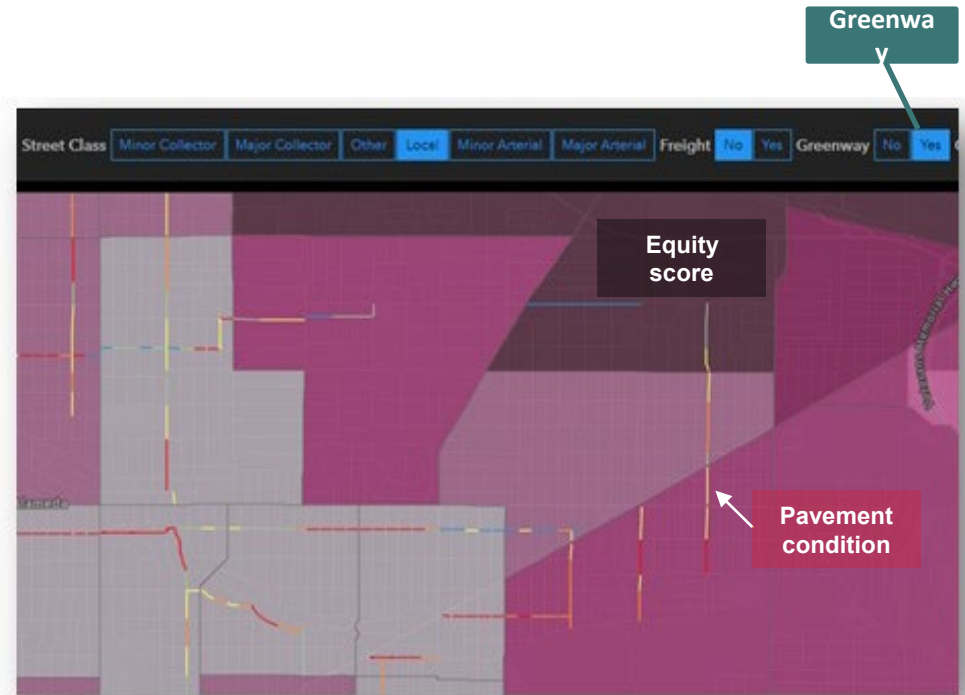 Greenwa
y
Street Class Minor Collector Major Collector Other Local Minor Arterial Major Arterial Freight No Yes Greenway No Yes
Equity
score
Pavement
condition